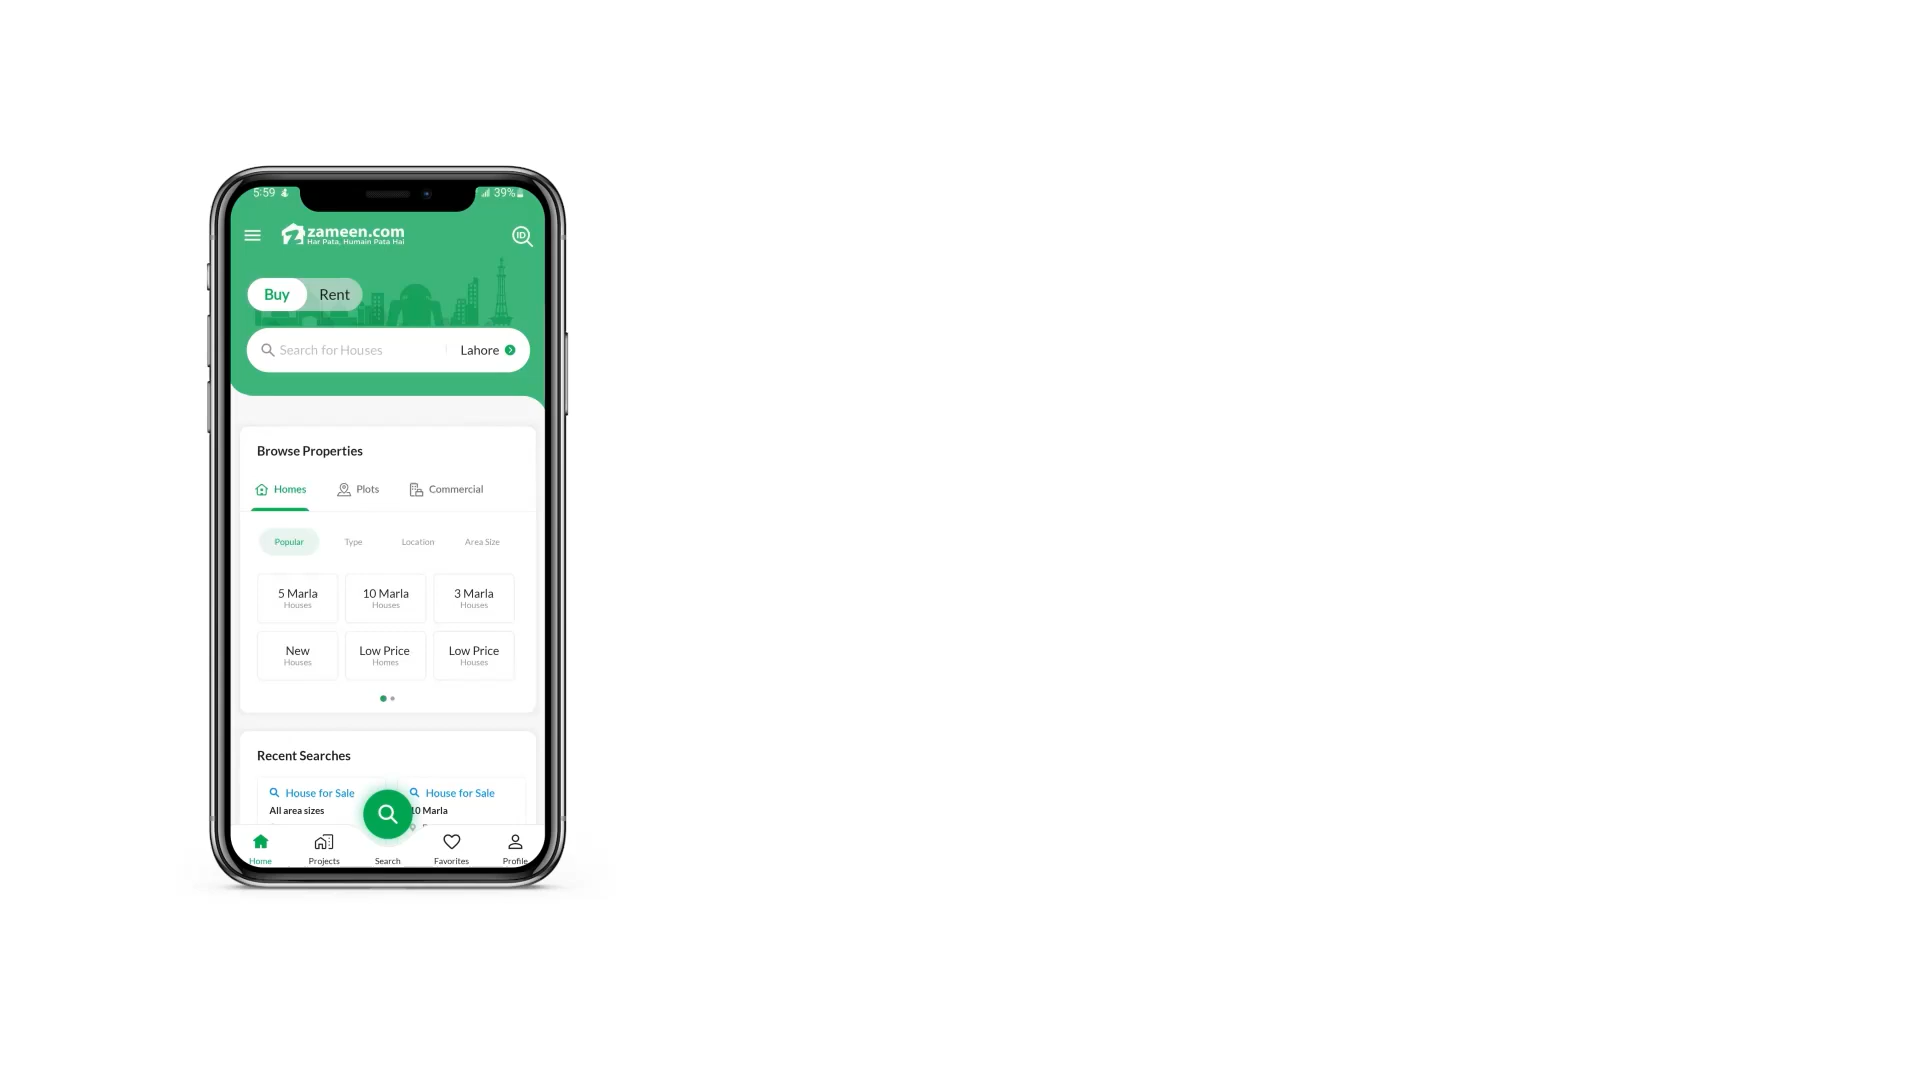 5:59
39%
zameen.com
Har Pata, Humain Pata Hai
ID
Buy Rent
Search for Houses Lahore
Browse Properties
Homes Plots Commercial
Popular Type Location Area Size
5 Marla 10 Marla 3 Marla
Houses Houses Houses
New Low Price Low Price
Houses Homes Houses
Recent Searches
House for Sale House for Sale
All area sizes 10 Marla
Home Projects Search Favorites Profile